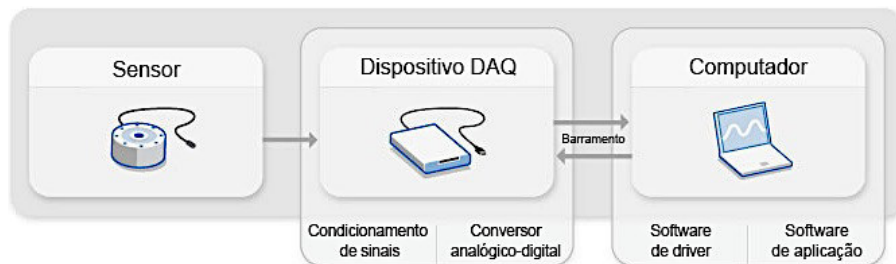 Sensor
Dispositivo DAQ
Computador
Barramento
Condicionamento
de sinais
Conversor
analógico-digital
Software
de driver
Software
de aplicação